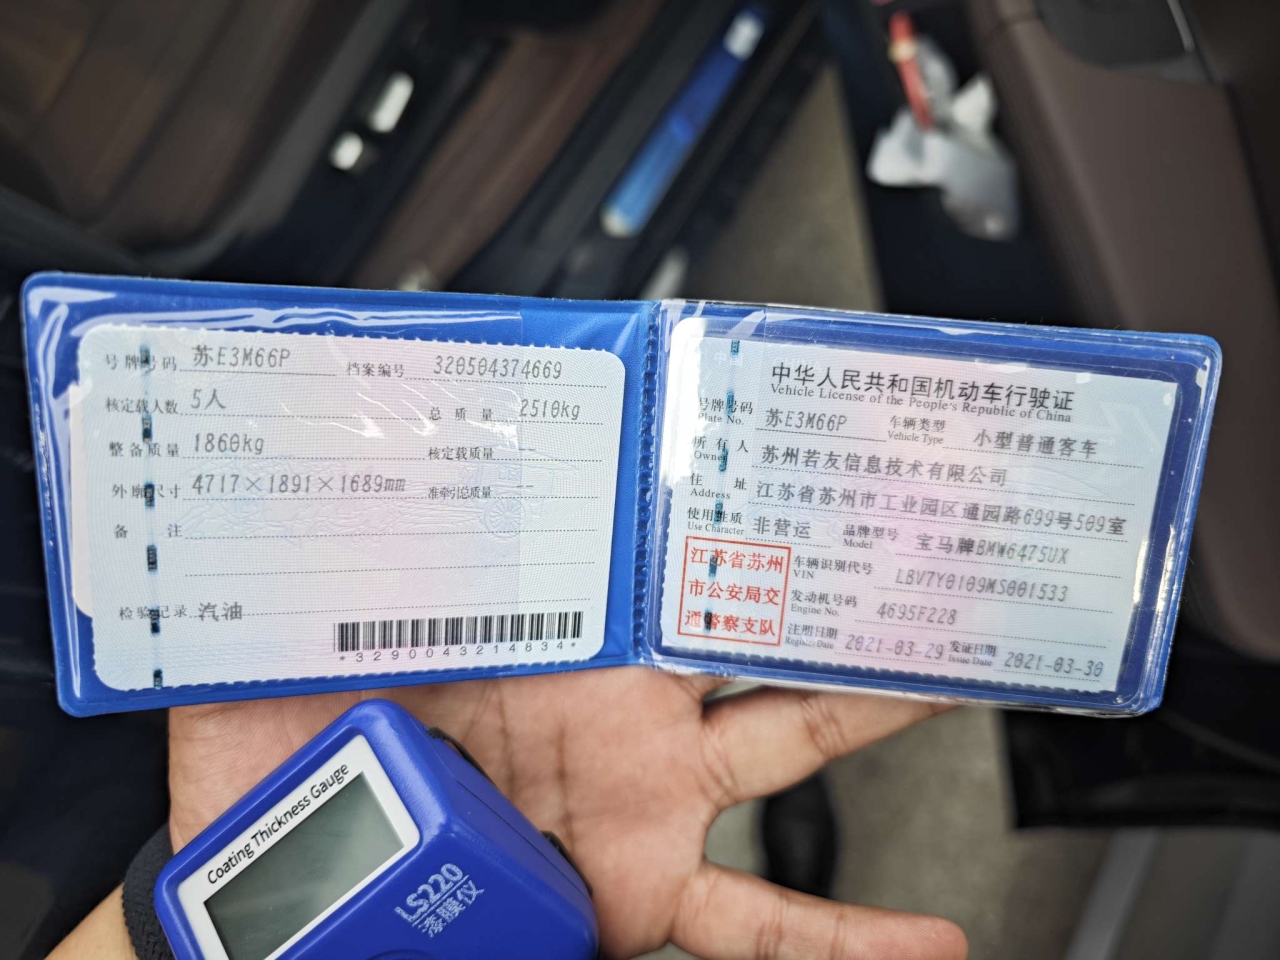 号牌号码 苏E3M66P 档案编号 320504374669
核定载人数 5人 总质量 2510kg
整备质量 1860kg 核定载质量 --
外廓尺寸 4717×1891×1689mm 准牵引总质量 --
备注
检验记录 汽油
*3290043214834*
中华人民共和国机动车行驶证
Vehicle License of the People's Republic of China
号牌号码 苏E3M66P 车辆类型 小型普通客车
Plate No. Vehicle Type
所有人 苏州若友信息技术有限公司
Owner
住址 江苏省苏州市工业园区通园路699号509室
Address
使用性质 非营运 品牌型号 宝马牌BMW6475UX
Use Character Model
江苏省苏州
市公安局交
通警察支队
车辆识别代号 LBV7Y0109MS001533
VIN
发动机号码 4695F228
Engine No.
注册日期 2021-03-29 发证日期 2021-03-30
Register Date Issue Date
Coating Thickness Gauge
LS220
漆膜仪